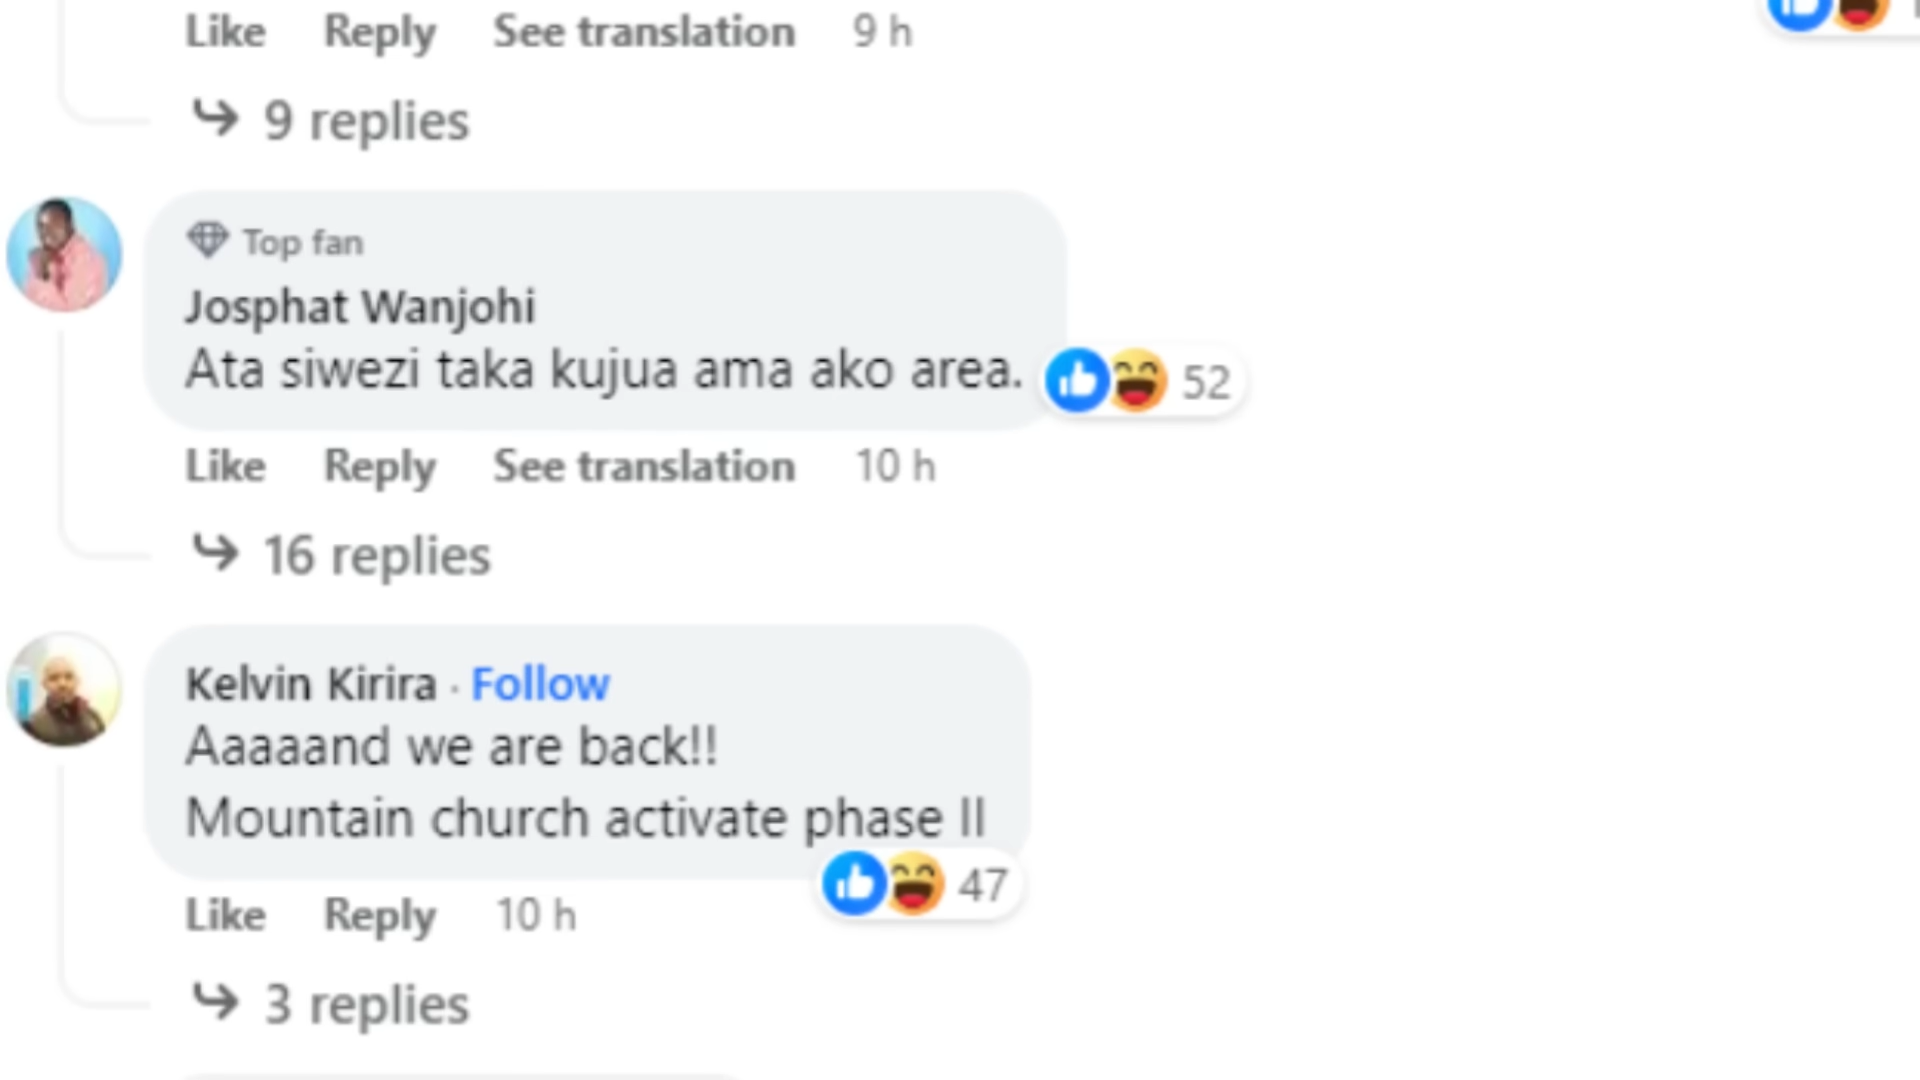 Like Reply See translation 9 h
9 replies
Top fan
Josphat Wanjohi
Ata siwezi taka kujua ama ako area.
52
Like Reply See translation 10 h
16 replies
Kelvin Kirira · Follow
Aaaaand we are back!!
Mountain church activate phase II
47
Like Reply 10 h
3 replies